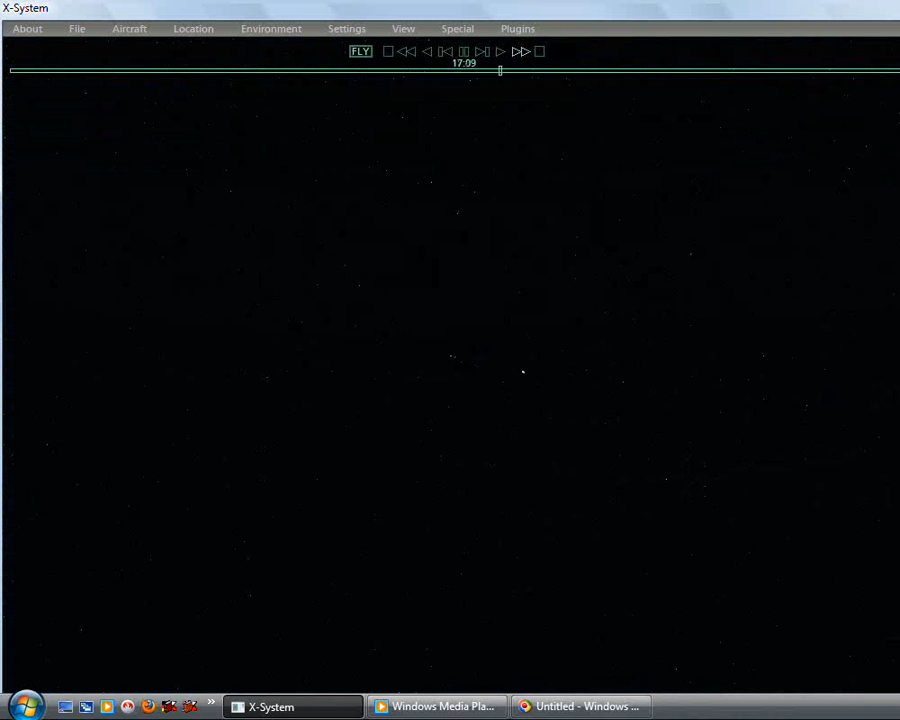 X-System
About File Aircraft Location Environment Settings View Special Plugins
FLY
17:09
X-System Windows Media Pla... Untitled - Windows ...